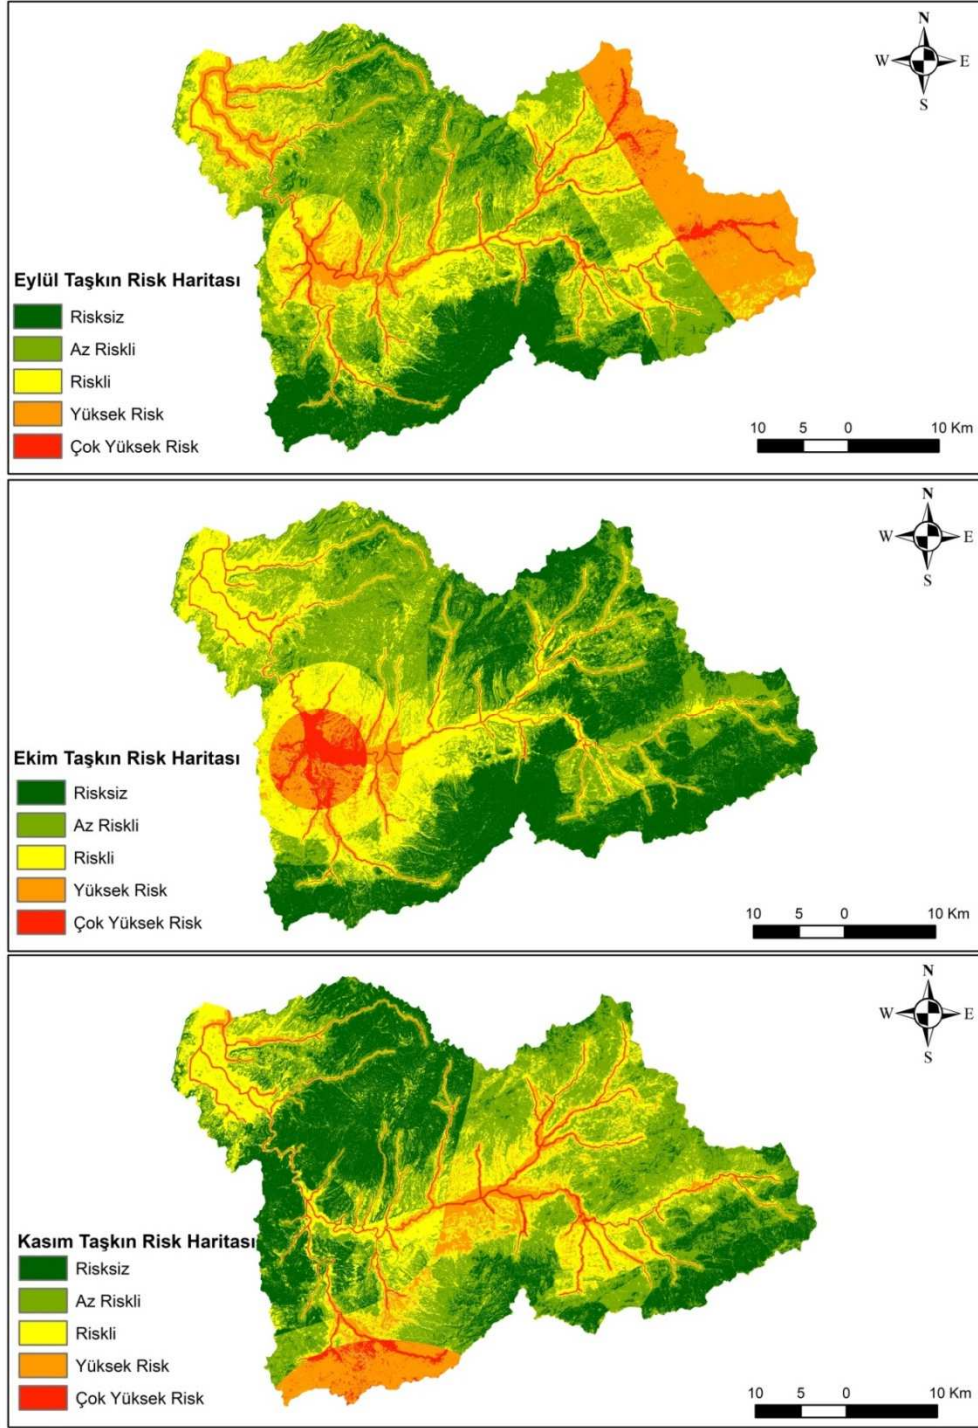 N
W E
S
Eylül Taşkın Risk Haritası
Risksiz
Az Riskli
Riskli
Yüksek Risk
Çok Yüksek Risk
10 5 0 10 Km
N
W E
S
Ekim Taşkın Risk Haritası
Risksiz
Az Riskli
Riskli
Yüksek Risk
Çok Yüksek Risk
10 5 0 10 Km
N
W E
S
Kasım Taşkın Risk Haritası
Risksiz
Az Riskli
Riskli
Yüksek Risk
Çok Yüksek Risk
10 5 0 10 Km